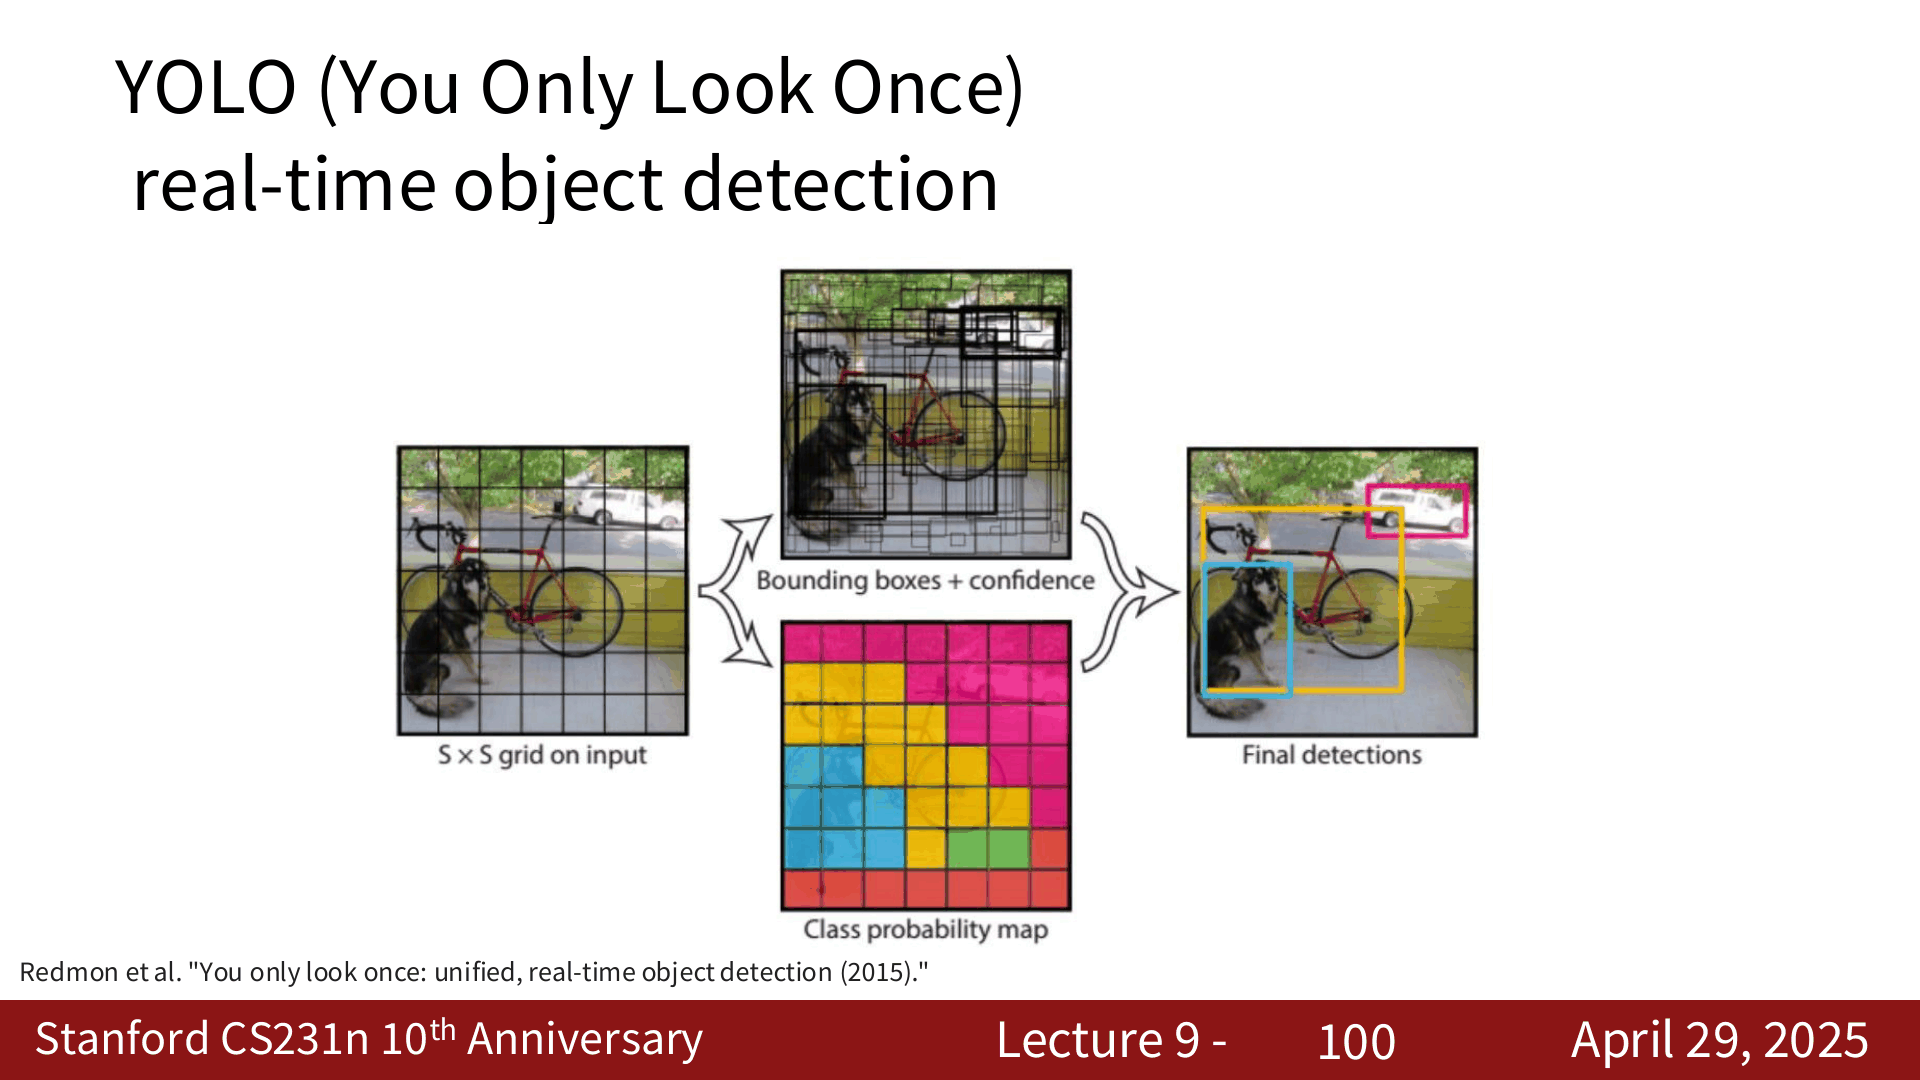 YOLO (You Only Look Once)
real-time object detection
Bounding boxes + confidence
S × S grid on input
Final detections
Class probability map
Redmon et al. "You only look once: unified, real-time object detection (2015)."
Stanford CS231n 10th Anniversary
Lecture 9 - 100
April 29, 2025